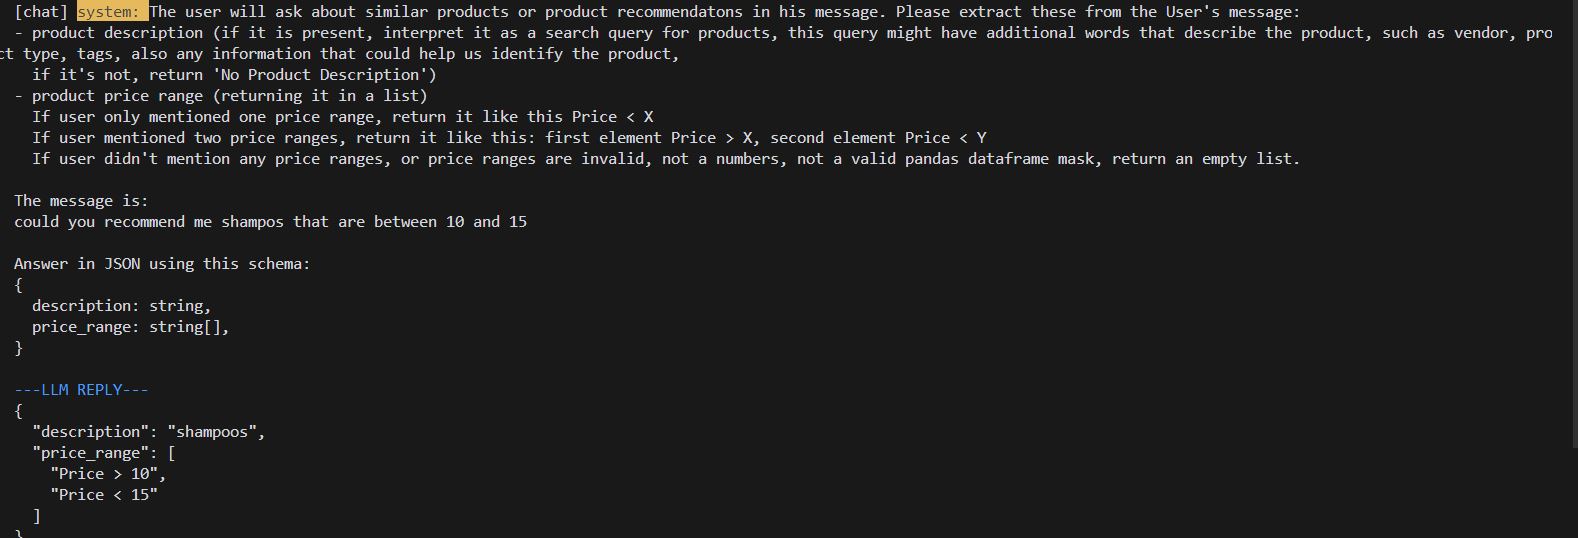 [chat] system: The user will ask about similar products or product recommendatons in his message. Please extract these from the User's message:
- product description (if it is present, interpret it as a search query for products, this query might have additional words that describe the product, such as vendor, pro
ct type, tags, also any information that could help us identify the product,
if it's not, return 'No Product Description')
- product price range (returning it in a list)
If user only mentioned one price range, return it like this Price < X
If user mentioned two price ranges, return it like this: first element Price > X, second element Price < Y
If user didn't mention any price ranges, or price ranges are invalid, not a numbers, not a valid pandas dataframe mask, return an empty list.
The message is:
could you recommend me shampos that are between 10 and 15
Answer in JSON using this schema:
{
description: string,
price_range: string[],
}
---LLM REPLY---
{
"description": "shampoos",
"price_range": [
"Price > 10",
"Price < 15"
]
}